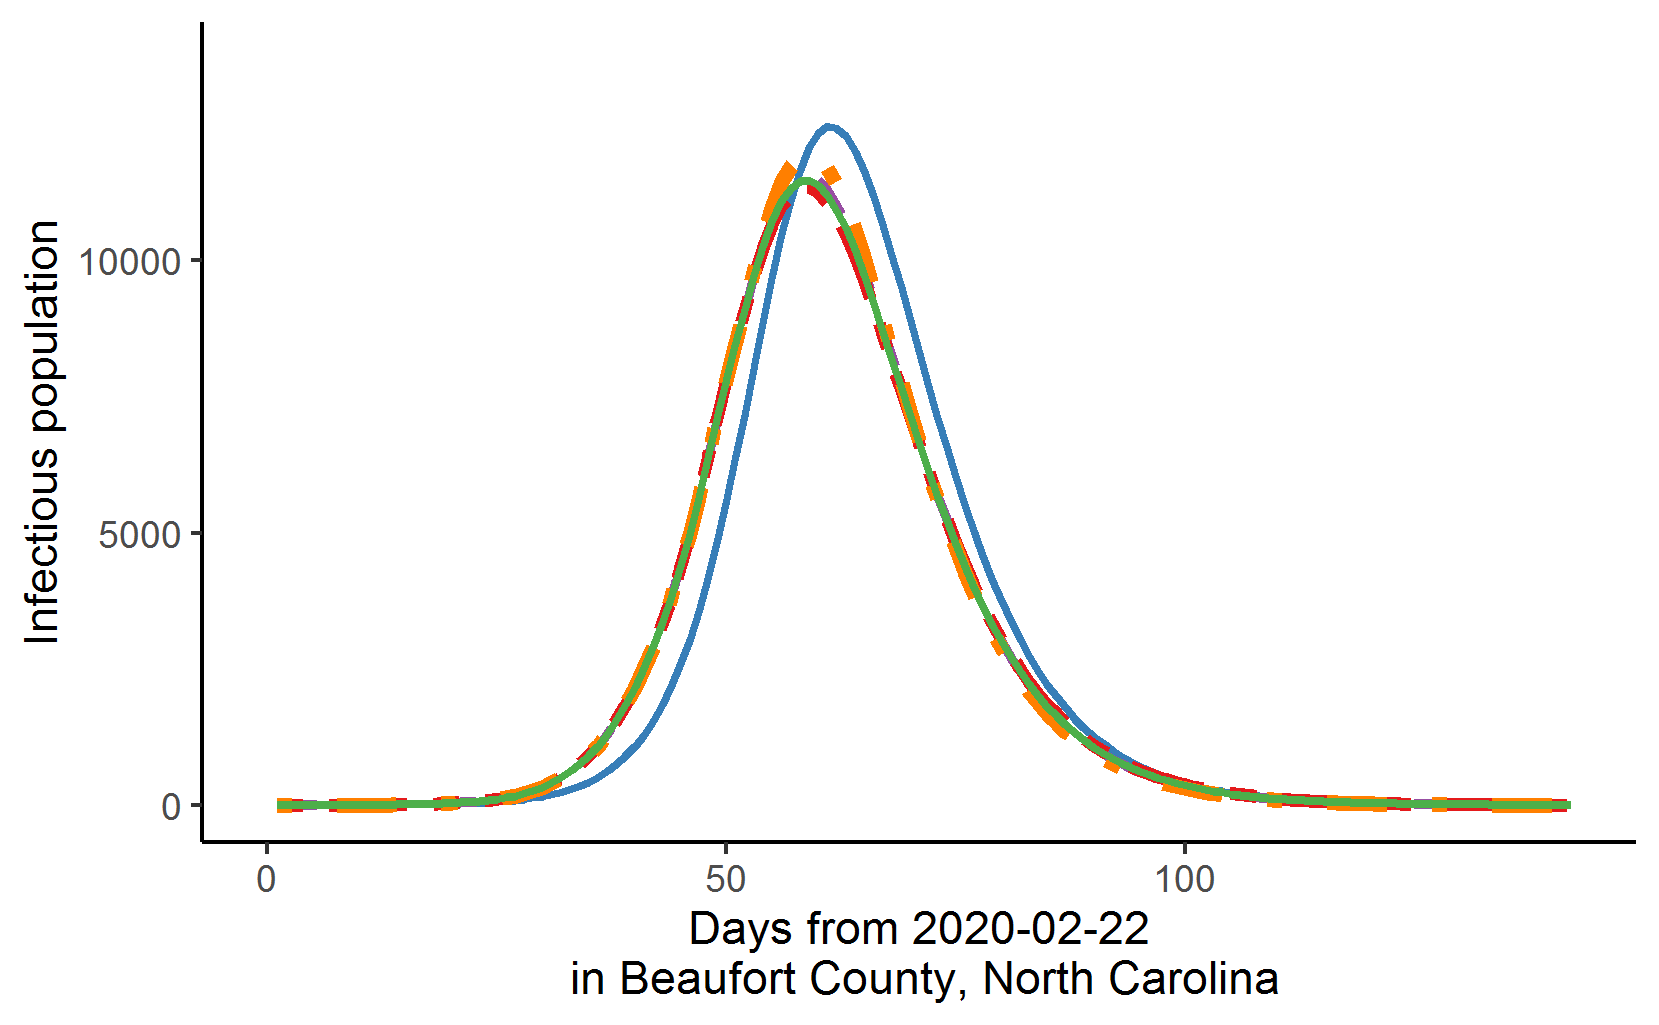 Infectious population
10000
5000
0
0
50
100
Days from 2020-02-22
in Beaufort County, North Carolina